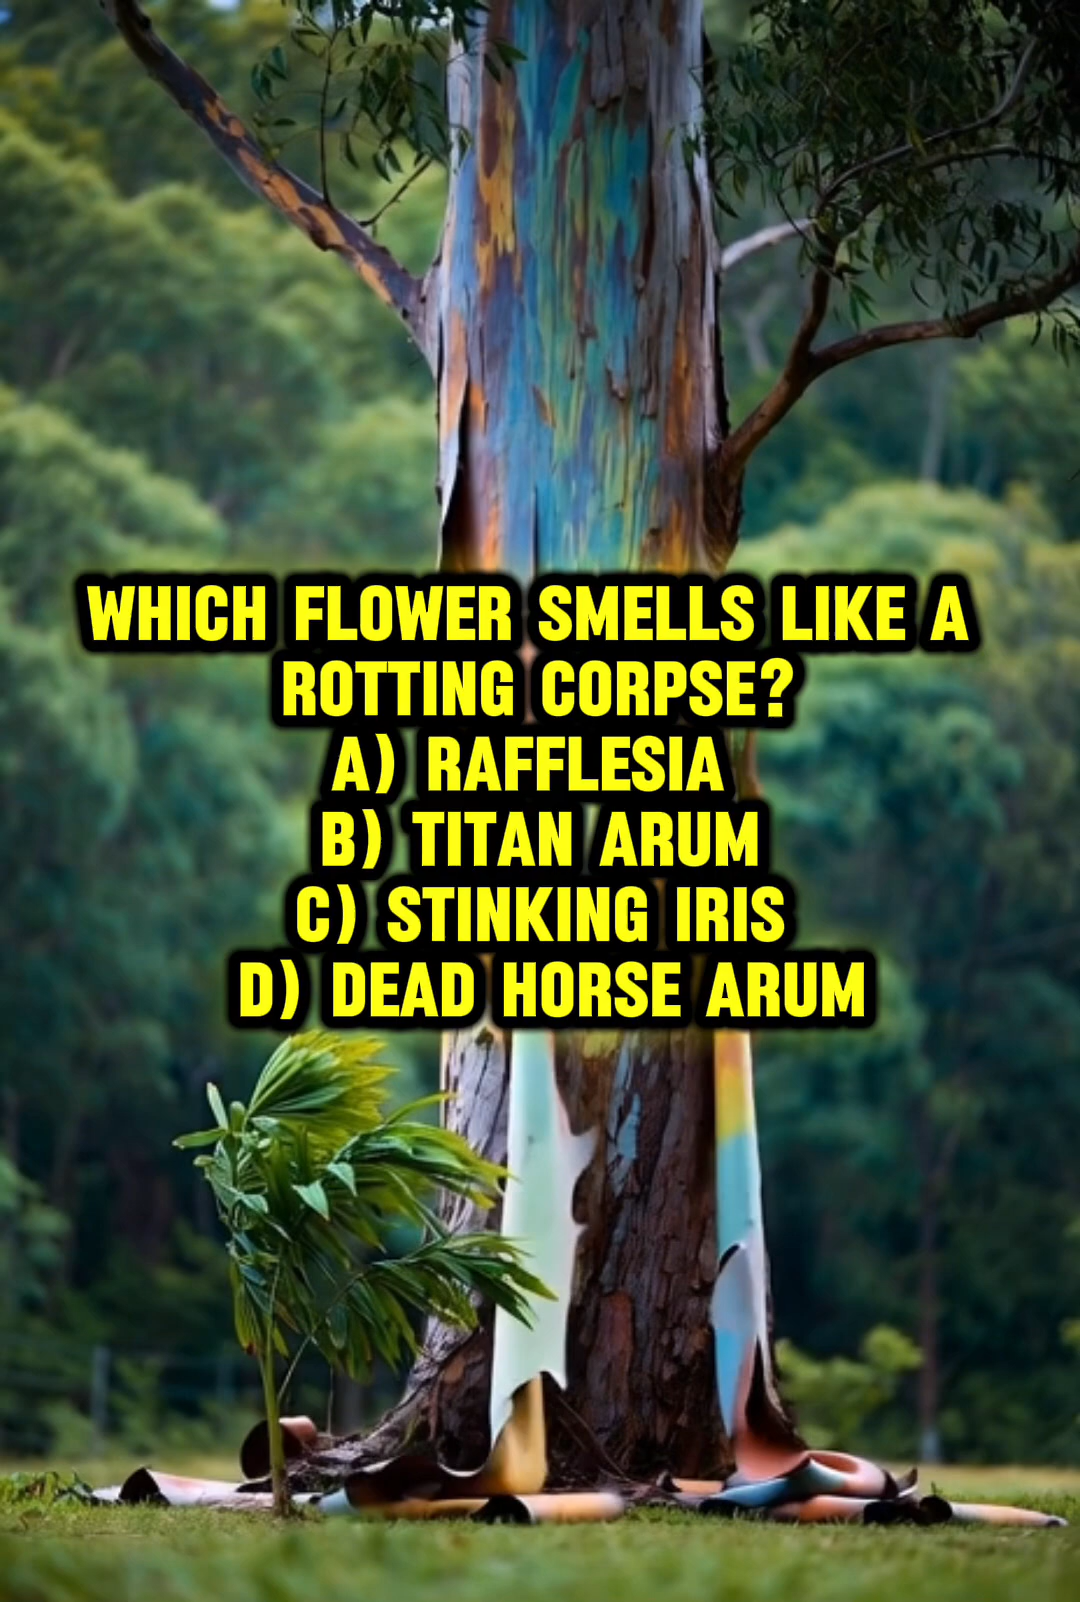 WHICH FLOWER SMELLS LIKE A
ROTTING CORPSE?
A) RAFFLESIA
B) TITAN ARUM
C) STINKING IRIS
D) DEAD HORSE ARUM